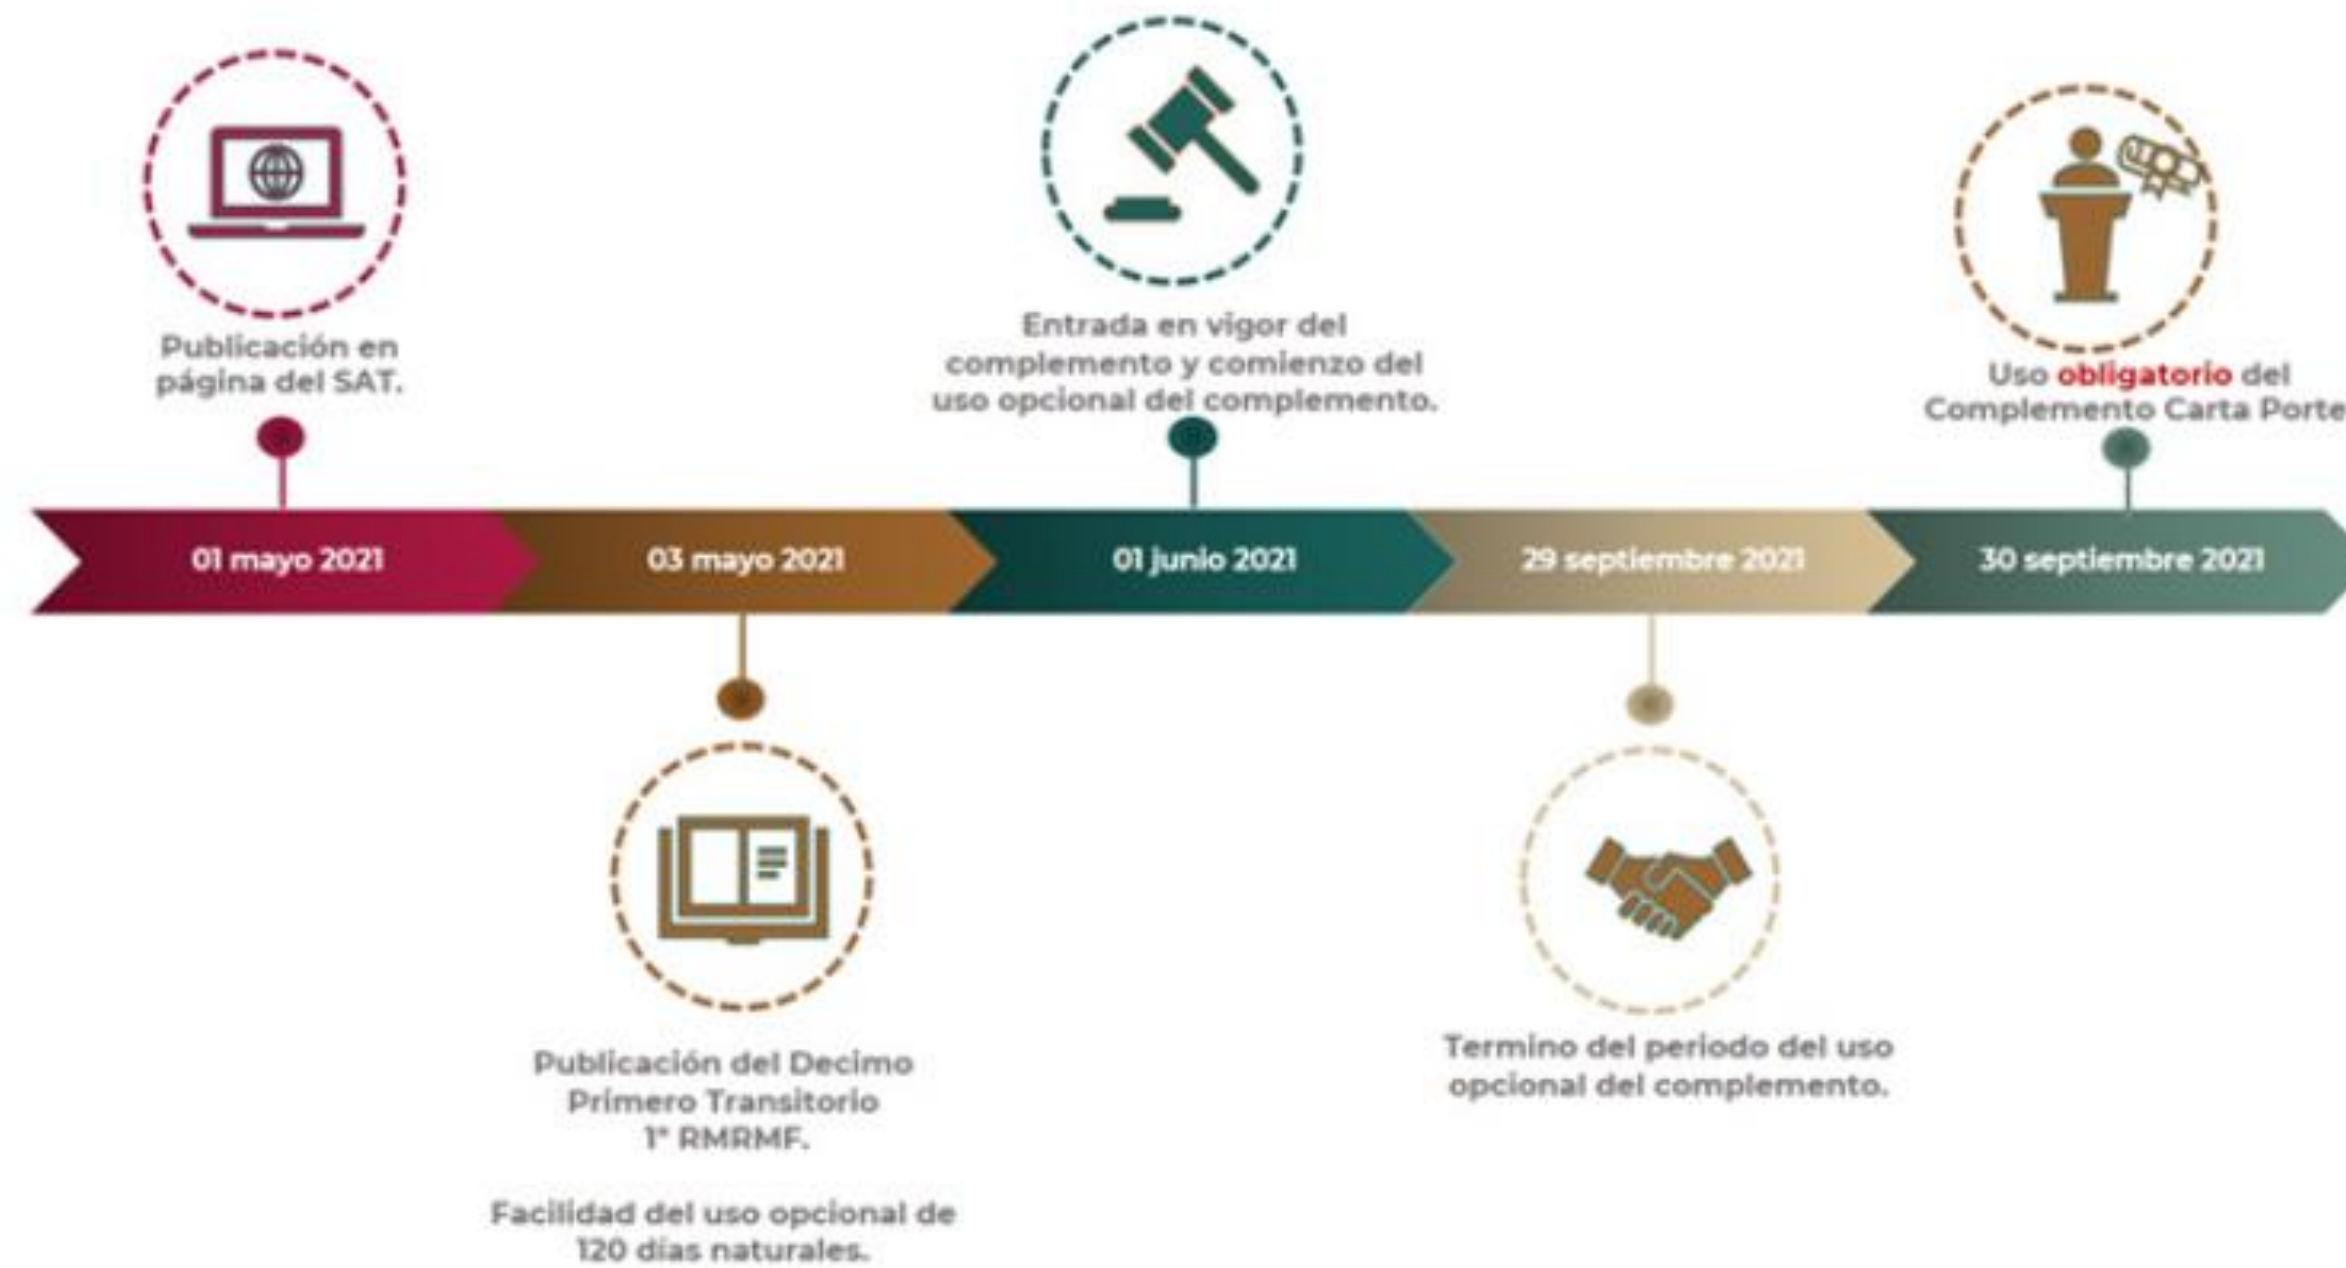 Publicación en
página del SAT.
Entrada en vigor del
complemento y comienzo del
uso opcional del complemento.
Uso obligatorio del
Complemento Carta Porte
01 mayo 2021
03 mayo 2021
01 junio 2021
29 septiembre 2021
30 septiembre 2021
Publicación del Decimo
Primero Transitorio
1ª RMRMF.
Facilidad del uso opcional de
120 días naturales.
Termino del periodo del uso
opcional del complemento.